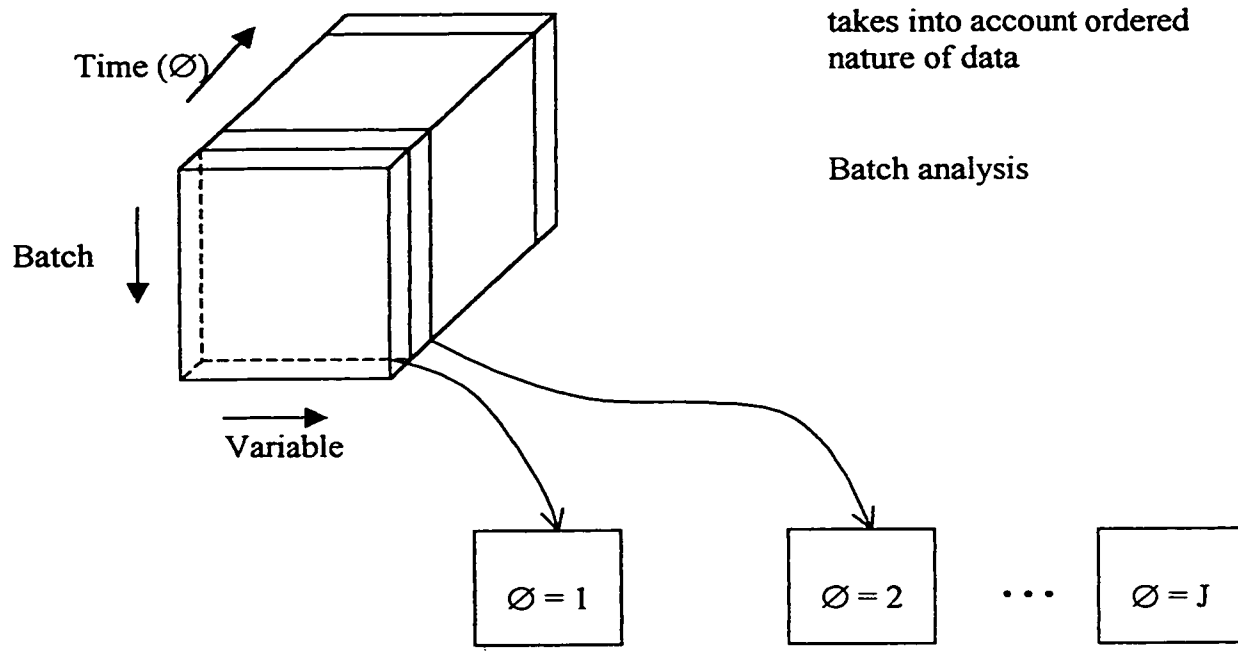 takes into account ordered
nature of data
Time (∅)
Batch analysis
Batch
Variable
∅ = 1
∅ = 2
• • •
∅ = J